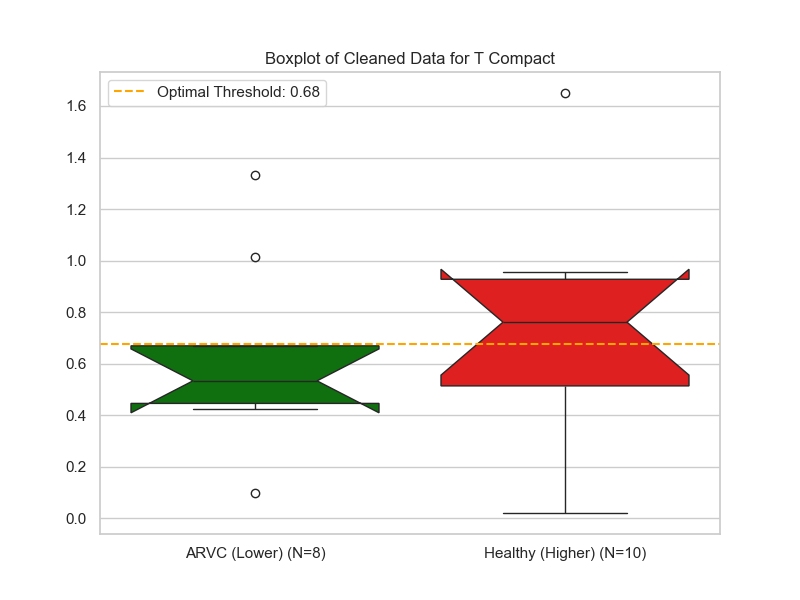 Boxplot of Cleaned Data for T Compact
Optimal Threshold: 0.68
1.6
1.4
1.2
1.0
0.8
0.6
0.4
0.2
0.0
ARVC (Lower) (N=8)
Healthy (Higher) (N=10)